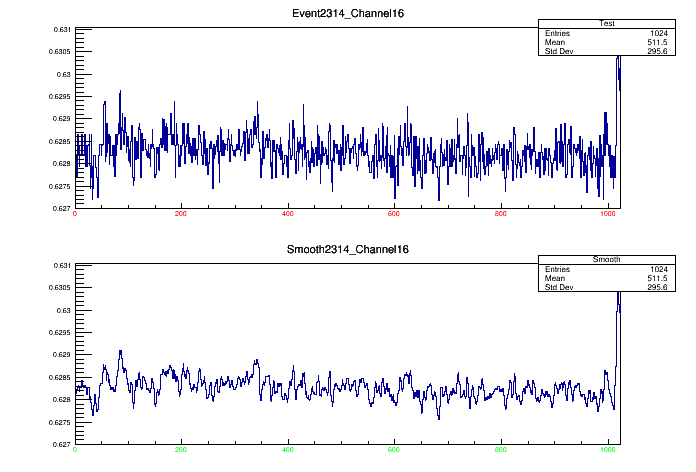 Event2314_Channel16
Test
Entries 1024
Mean 511.5
Std Dev 295.6
0.631
0.6305
0.63
0.6295
0.629
0.6285
0.628
0.6275
0.627
0 200 400 600 800 1000
Smooth2314_Channel16
Smooth
Entries 1024
Mean 511.5
Std Dev 295.6
0.631
0.6305
0.63
0.6295
0.629
0.6285
0.628
0.6275
0.627
0 200 400 600 800 1000